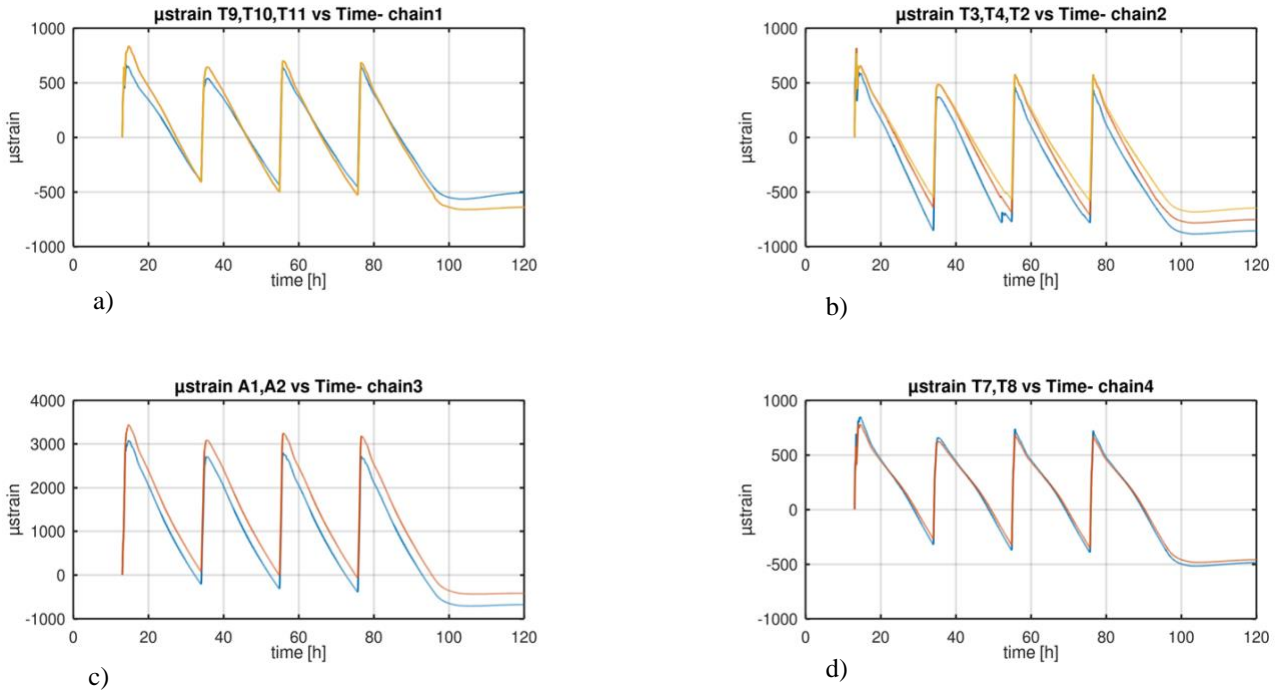 µstrain T9,T10,T11 vs Time- chain1
µstrain
1000
500
0
-500
-1000
0 20 40 60 80 100 120
time [h]
a)
µstrain T3,T4,T2 vs Time- chain2
µstrain
1000
500
0
-500
-1000
0 20 40 60 80 100 120
time [h]
b)
µstrain A1,A2 vs Time- chain3
µstrain
4000
3000
2000
1000
0
-1000
0 20 40 60 80 100 120
time [h]
c)
µstrain T7,T8 vs Time- chain4
µstrain
1000
500
0
-500
-1000
0 20 40 60 80 100 120
time [h]
d)